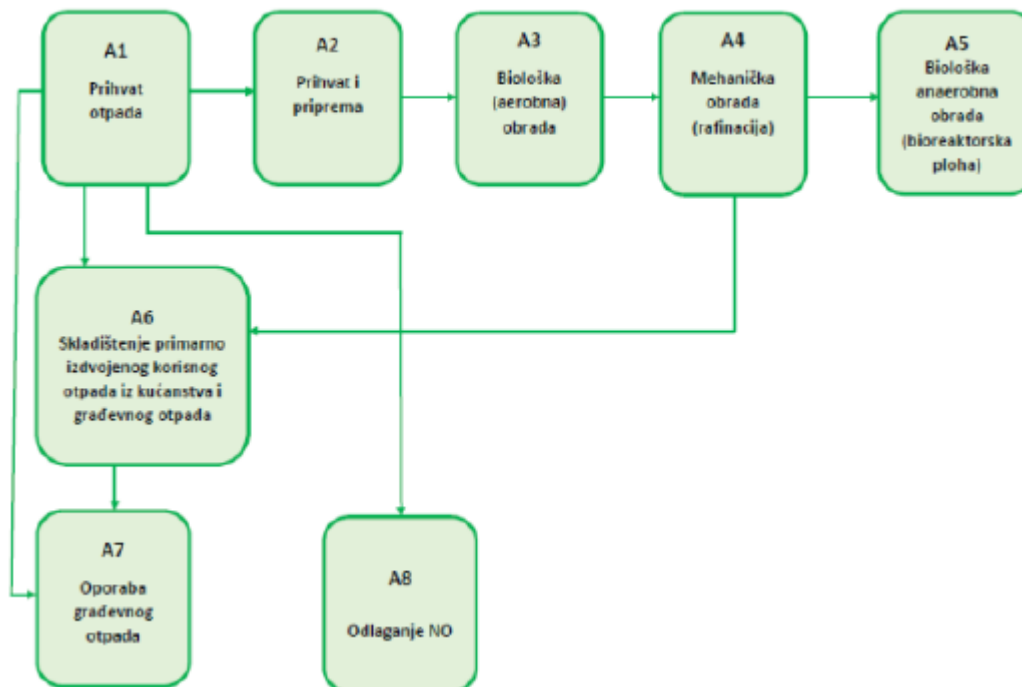 A1
Prihvat
otpada
A2
Prihvat i
priprema
A3
Biološka
(aerobna)
obrada
A4
Mehanička
obrada
(rafinacija)
A5
Biološka
anaerobna
obrada
(bioreaktorska
ploha)
A6
Skladištenje primarno
izdvojenog korisnog
otpada iz kućanstva i
građevnog otpada
A7
Oporaba
građevnog
otpada
A8
Odlaganje NO